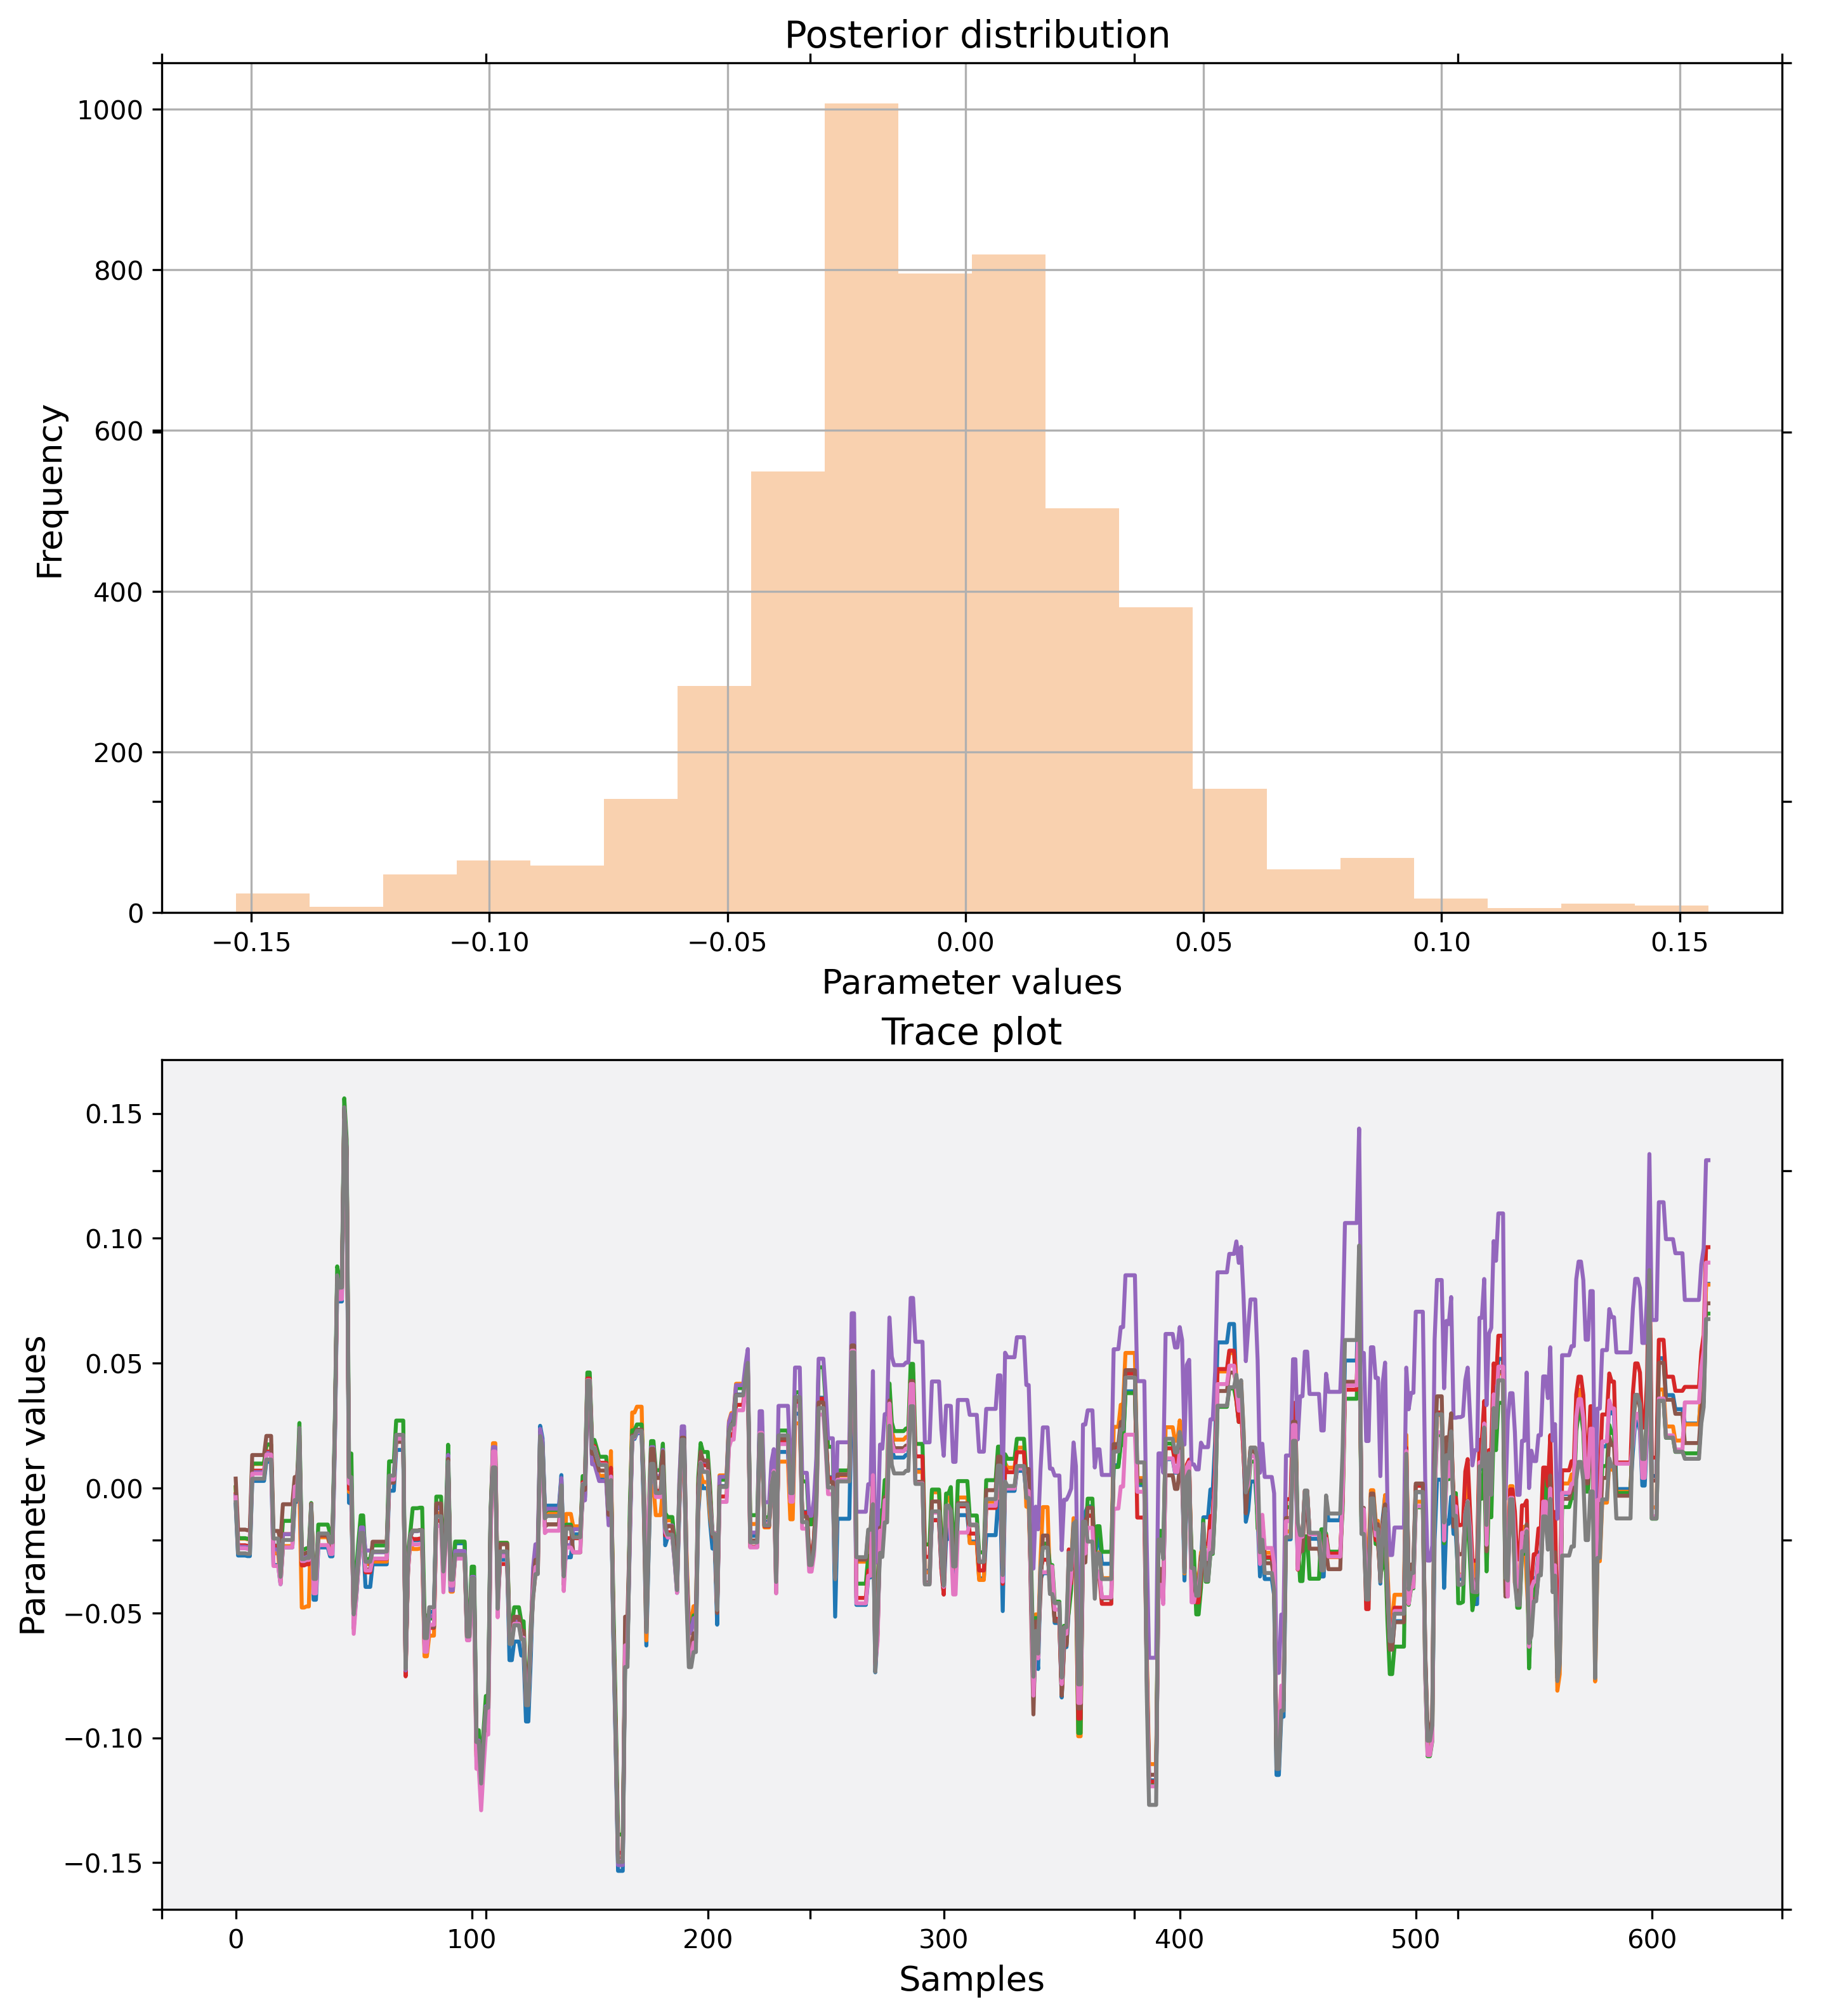 Posterior distribution
1000
800
600
400
200
0
Frequency
−0.15 −0.10 −0.05 0.00 0.05 0.10 0.15
Parameter values
Trace plot
0.15
0.10
0.05
0.00
−0.05
−0.10
−0.15
Parameter values
0 100 200 300 400 500 600
Samples